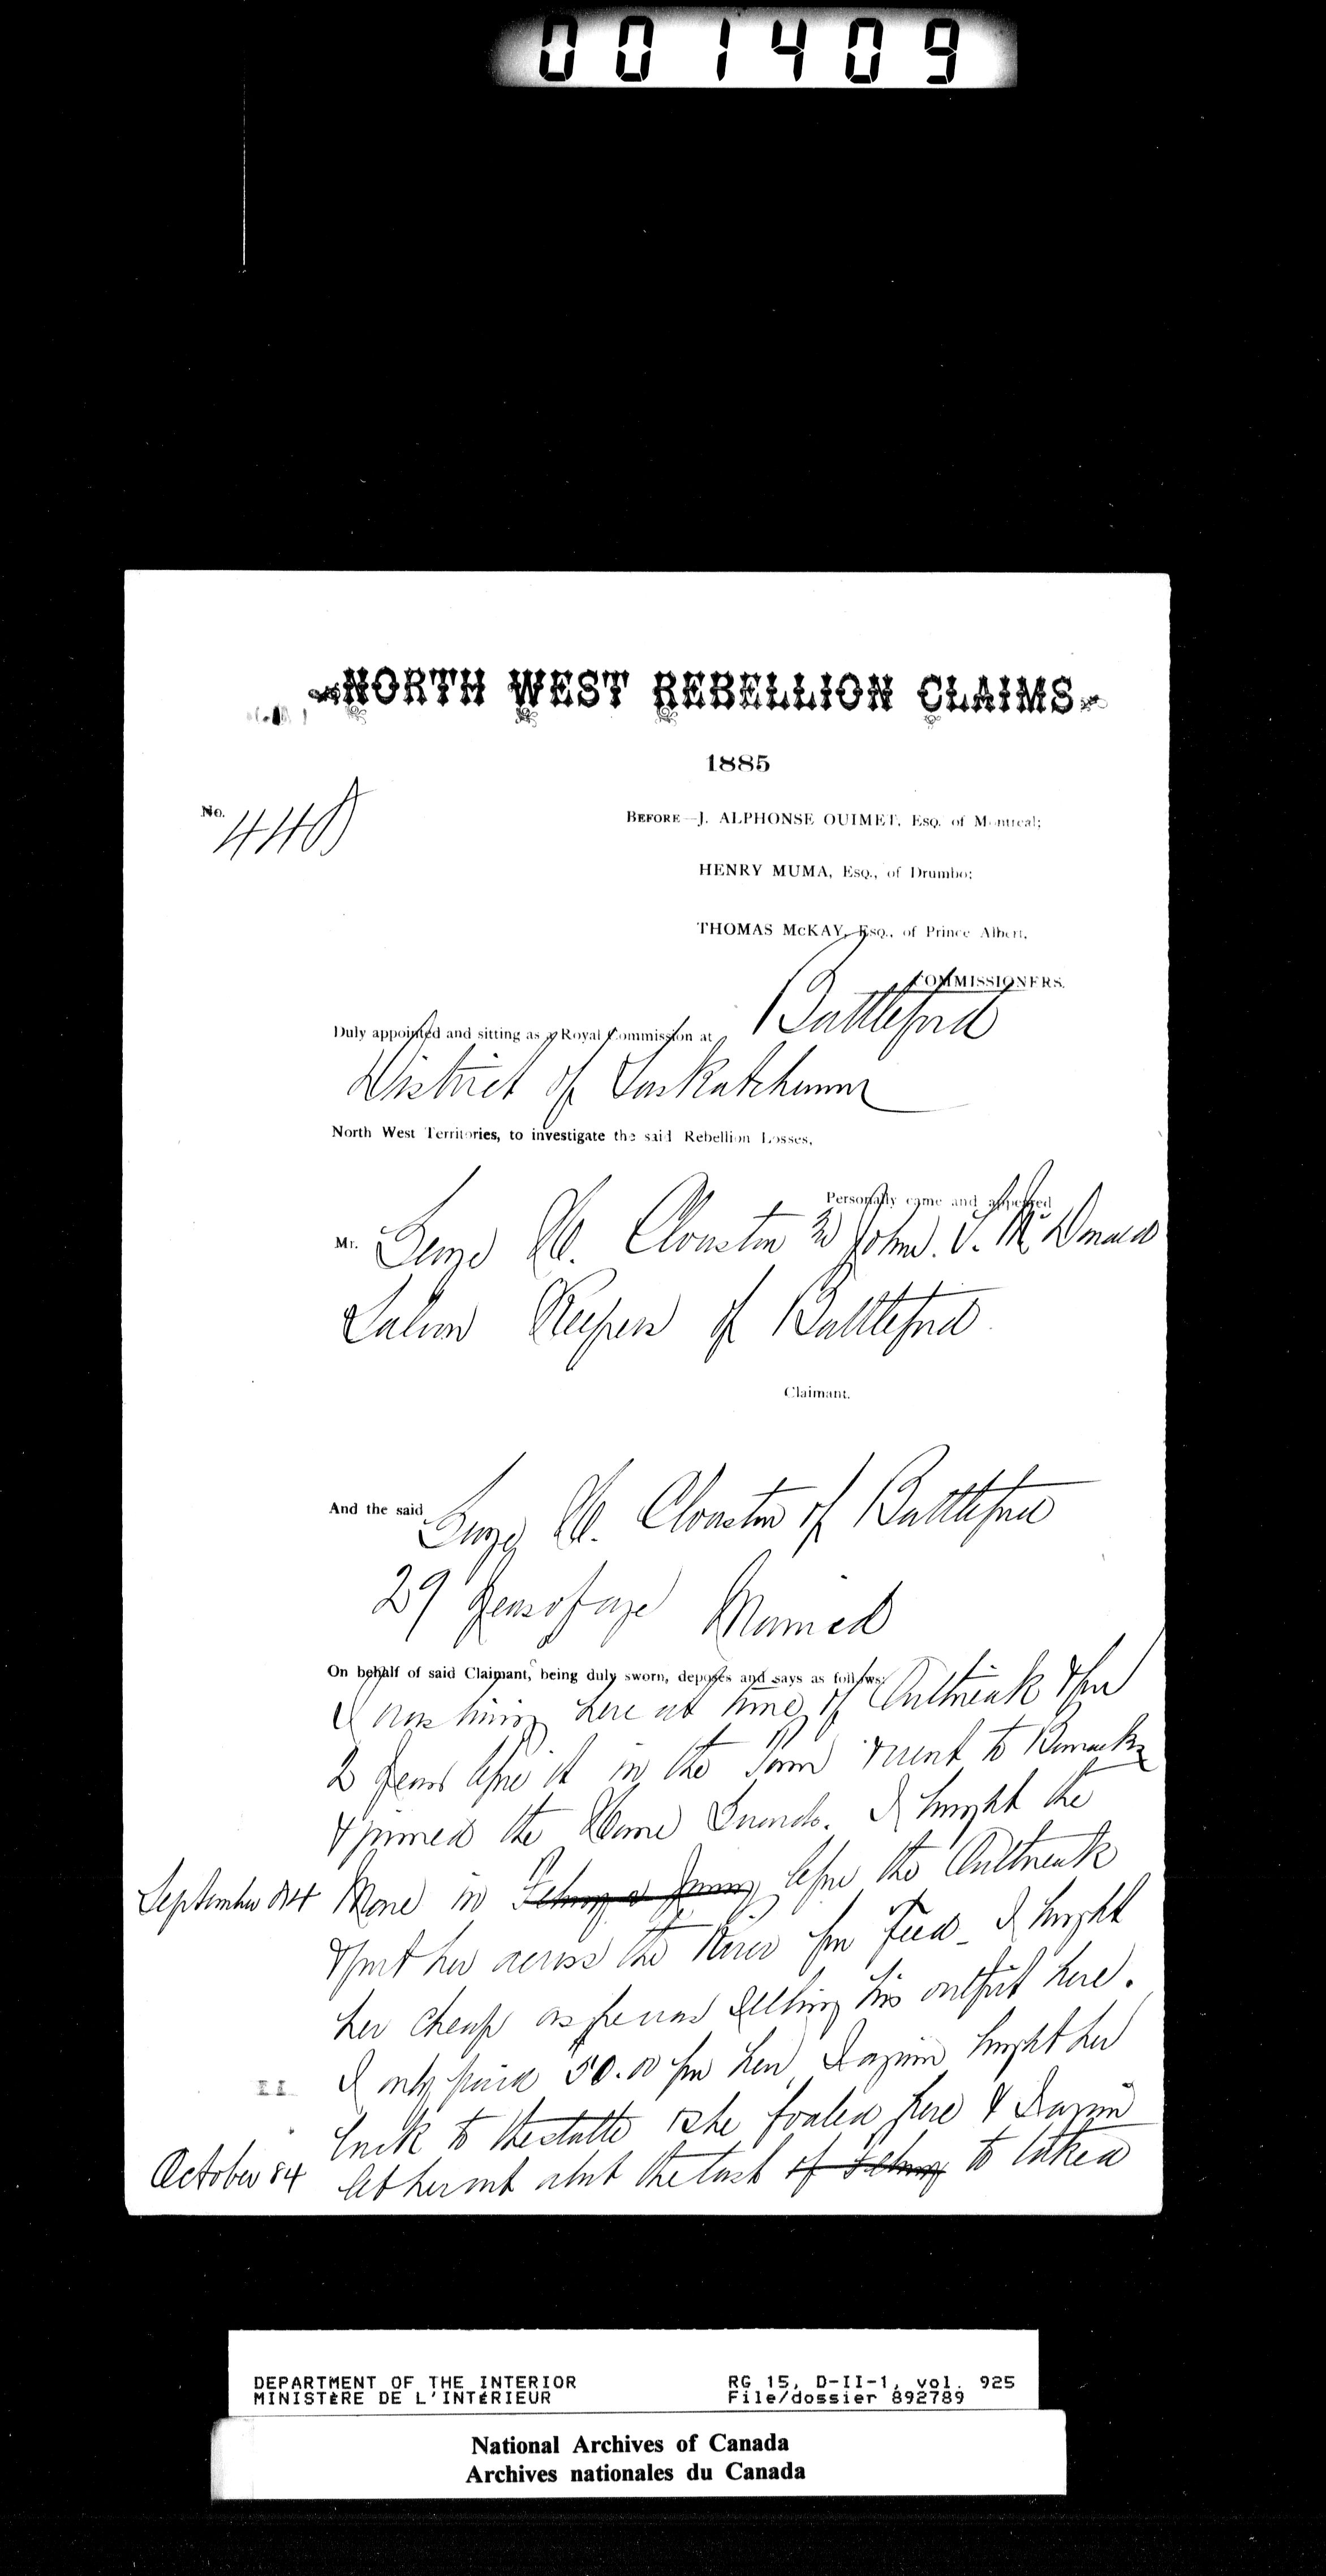 001409
NORTH WEST REBELLION CLAIMS
1885
No. 440
BEFORE—J. ALPHONSE OUIMET, ESQ. of Montreal;
HENRY MUMA, ESQ., of Drumbo;
THOMAS McKAY, ESQ., of Prince Albert,
COMMISSIONERS,
Duly appointed and sitting as a Royal Commission at Battleford
District of Saskatchewan
North West Territories, to investigate the said Rebellion Losses,
Personally came and appeared
Mr. George H. Clouston John. S. McDonald
Saloon Keepers of Battleford
Claimant.
And the said George H. Clouston of Battleford
29 years of age Married
On behalf of said Claimant, being duly sworn, deposes and says as follows:
I was living here at time of Outbreak & for
2 years before it in the Town & went to Barracks
& joined the Home Guards. I bought the
September 84 Mare in before the Outbreak
& put her across the River for feed - I bought
her cheap as he was selling his outfit here.
I only paid 50.00 for her, I again brought her
back to the stable & she foaled here & I again
October 84 let her out about the last of to take a
DEPARTMENT OF THE INTERIOR
MINISTÈRE DE L'INTÉRIEUR
RG 15, D-II-1, vol. 925
File/dossier 892789
National Archives of Canada
Archives nationales du Canada